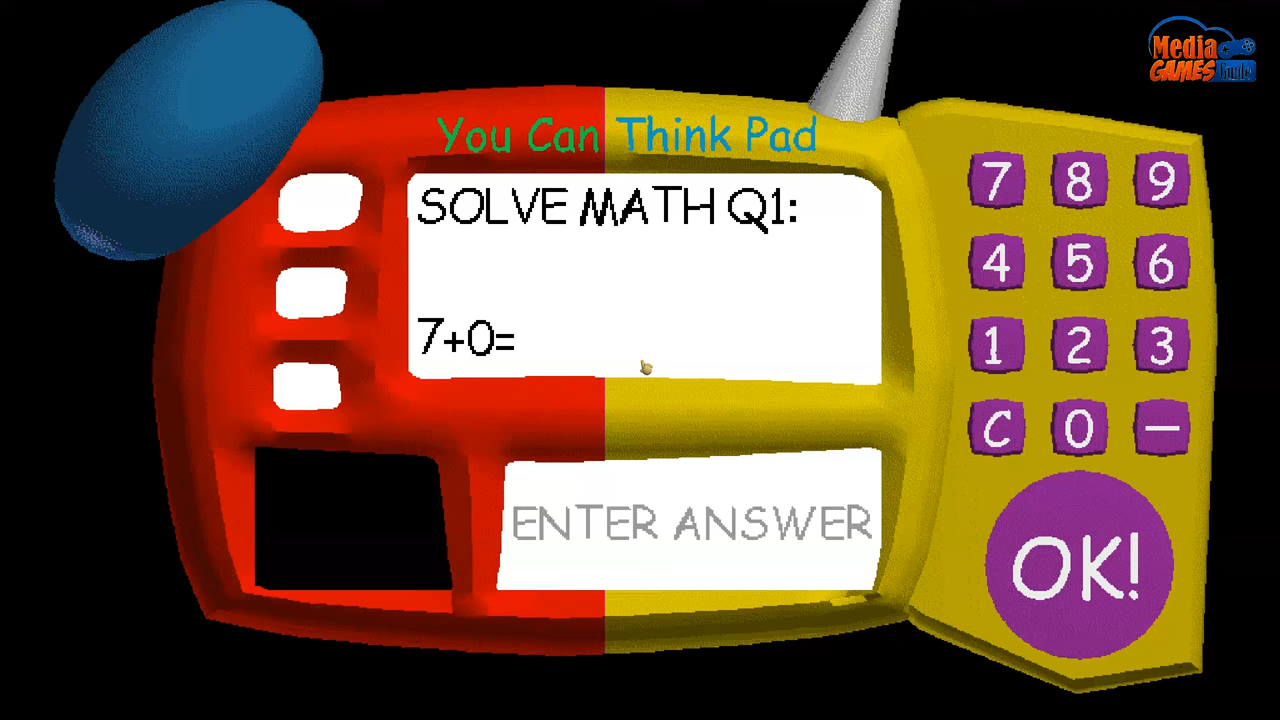 Media
GAMES Guide
You Can Think Pad
SOLVE MATH Q1:
7+0=
ENTER ANSWER
7 8 9
4 5 6
1 2 3
C 0 —
OK!